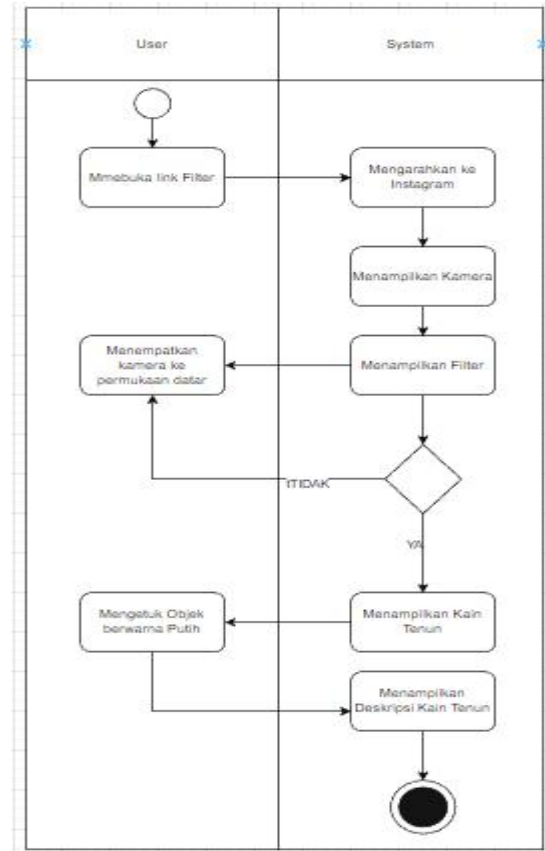 User
System
Mmebuka link Filter
Mengarahkan ke
Instagram
Menampilkan Kamera
Menempatkan
kamera ke
permukaan datar
Menampilkan Filter
tTIDAK
YA
Mengetuk Objek
berwarna Putih
Menampilkan Kain
Tenun
Menampilkan
Deskripsi Kain Tenun